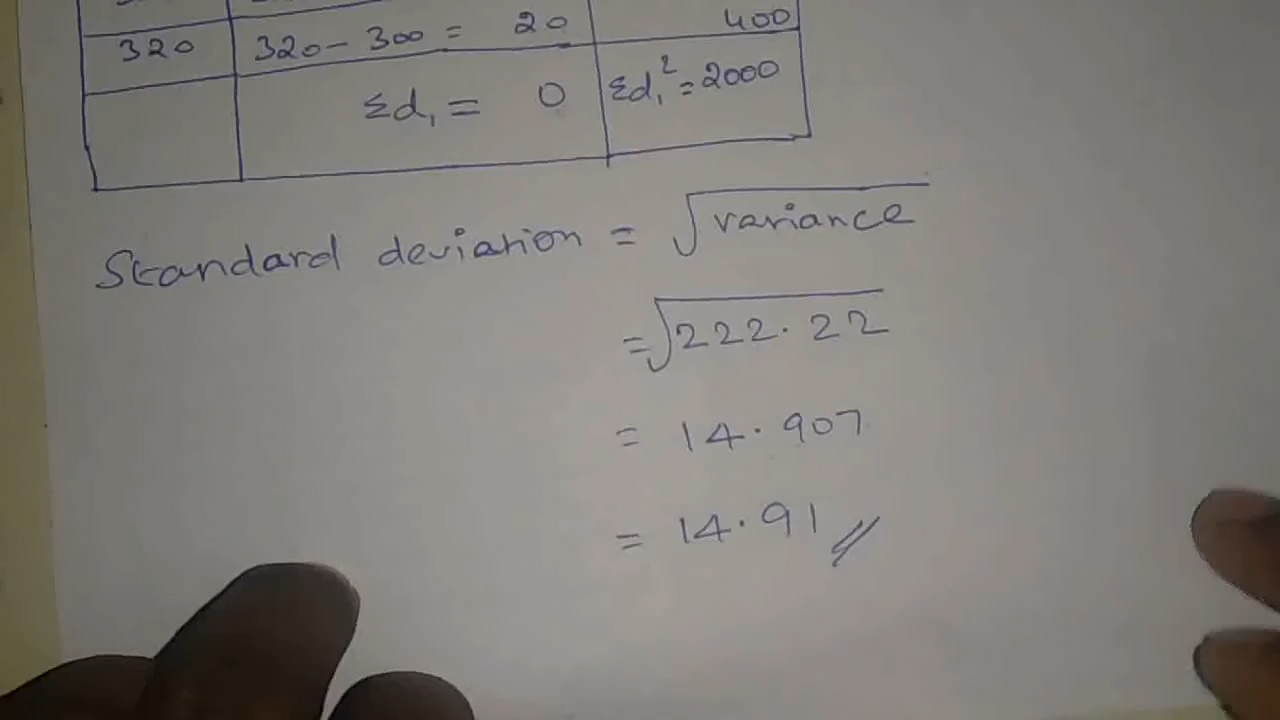 320 320 - 300 = 20 400
Σd₁ = 0 Σd₁² = 2000
Standard deviation = √variance
= √222.22
= 14.907
= 14.91 //